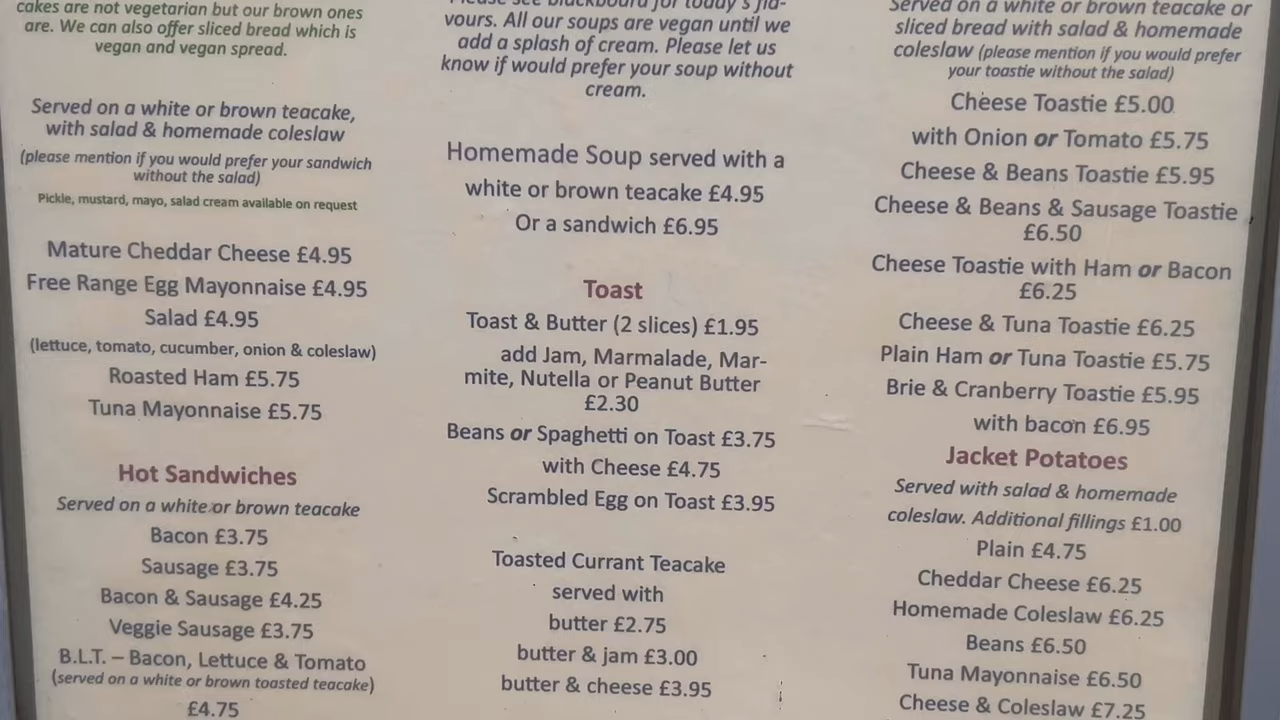 cakes are not vegetarian but our brown ones
are. We can also offer sliced bread which is
vegan and vegan spread.
Served on a white or brown teacake,
with salad & homemade coleslaw
(please mention if you would prefer your sandwich
without the salad)
Pickle, mustard, mayo, salad cream available on request
Mature Cheddar Cheese £4.95
Free Range Egg Mayonnaise £4.95
Salad £4.95
(lettuce, tomato, cucumber, onion & coleslaw)
Roasted Ham £5.75
Tuna Mayonnaise £5.75
Hot Sandwiches
Served on a white or brown teacake
Bacon £3.75
Sausage £3.75
Bacon & Sausage £4.25
Veggie Sausage £3.75
B.L.T. – Bacon, Lettuce & Tomato
(served on a white or brown toasted teacake)
£4.75
Please see blackboard for today's fla-
vours. All our soups are vegan until we
add a splash of cream. Please let us
know if would prefer your soup without
cream.
Homemade Soup served with a
white or brown teacake £4.95
Or a sandwich £6.95
Toast
Toast & Butter (2 slices) £1.95
add Jam, Marmalade, Mar-
mite, Nutella or Peanut Butter
£2.30
Beans or Spaghetti on Toast £3.75
with Cheese £4.75
Scrambled Egg on Toast £3.95
Toasted Currant Teacake
served with
butter £2.75
butter & jam £3.00
butter & cheese £3.95
Served on a white or brown teacake or
sliced bread with salad & homemade
coleslaw (please mention if you would prefer
your toastie without the salad)
Cheese Toastie £5.00
with Onion or Tomato £5.75
Cheese & Beans Toastie £5.95
Cheese & Beans & Sausage Toastie
£6.50
Cheese Toastie with Ham or Bacon
£6.25
Cheese & Tuna Toastie £6.25
Plain Ham or Tuna Toastie £5.75
Brie & Cranberry Toastie £5.95
with bacon £6.95
Jacket Potatoes
Served with salad & homemade
coleslaw. Additional fillings £1.00
Plain £4.75
Cheddar Cheese £6.25
Homemade Coleslaw £6.25
Beans £6.50
Tuna Mayonnaise £6.50
Cheese & Coleslaw £7.25